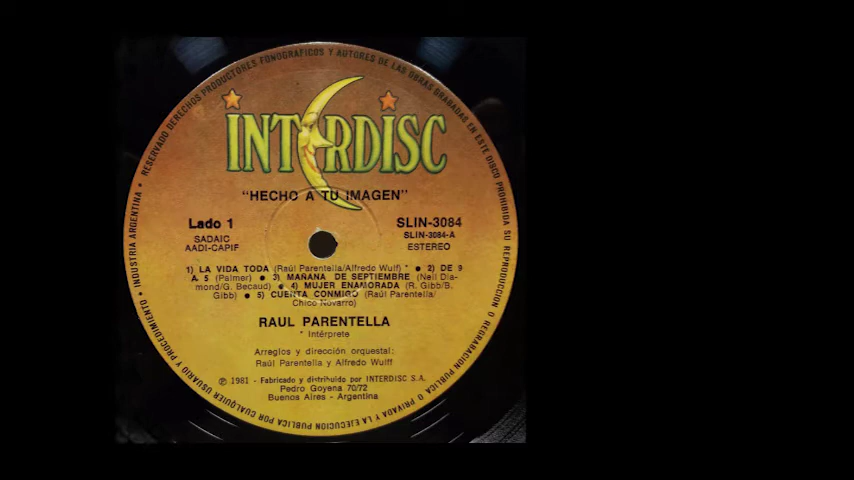 RESERVADO DERECHOS PRODUCTORES FONOGRAFICOS Y AUTORES DE LAS OBRAS GRABADAS EN ESTE DISCO PROHIBIDA SU REPRODUCCION O REGRABACION PUBLICA O PRIVADA Y LA EJECUCION PUBLICA POR CUALQUIER USUARIO Y PROCEDIMIENTO • INDUSTRIA ARGENTINA •
INTERDISC
"HECHO A TU IMAGEN"
Lado 1 SLIN-3084
SADAIC SLIN-3084-A
AADI-CAPIF ESTEREO
1) LA VIDA TODA (Raúl Parentella/Alfredo Wulf) * ● 2) DE 9
A 5 (Palmer) ● 3) MAÑANA DE SEPTIEMBRE (Neil Dia-
mond/G. Becaud) ● 4) MUJER ENAMORADA (R. Gibb/B.
Gibb) ● 5) CUENTA CONMIGO (Raúl Parentella/
Chico Novarro)
RAUL PARENTELLA
* Intérprete
Arreglos y dirección orquestal:
Raúl Parentella y Alfredo Wulff
℗ 1981 - Fabricado y distribuido por INTERDISC S.A.
Pedro Goyena 70/72
Buenos Aires - Argentina